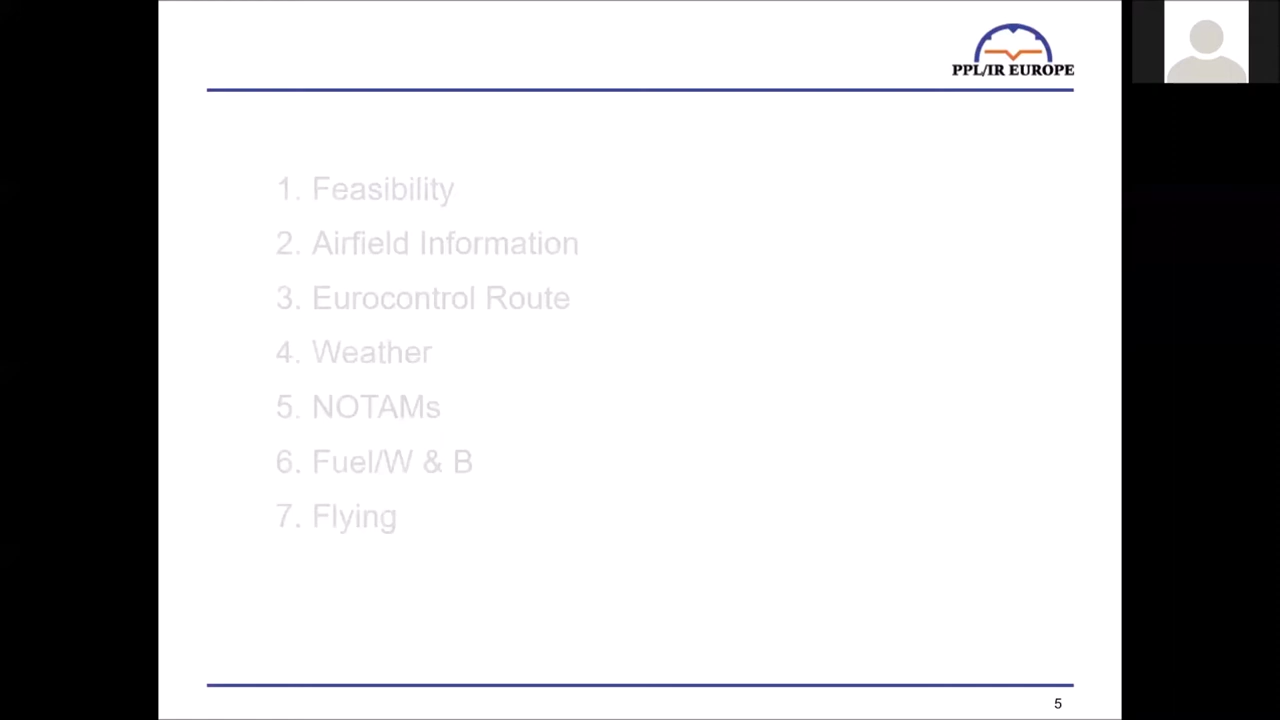 PPL/IR EUROPE
1. Feasibility
2. Airfield Information
3. Eurocontrol Route
4. Weather
5. NOTAMs
6. Fuel/W & B
7. Flying
5